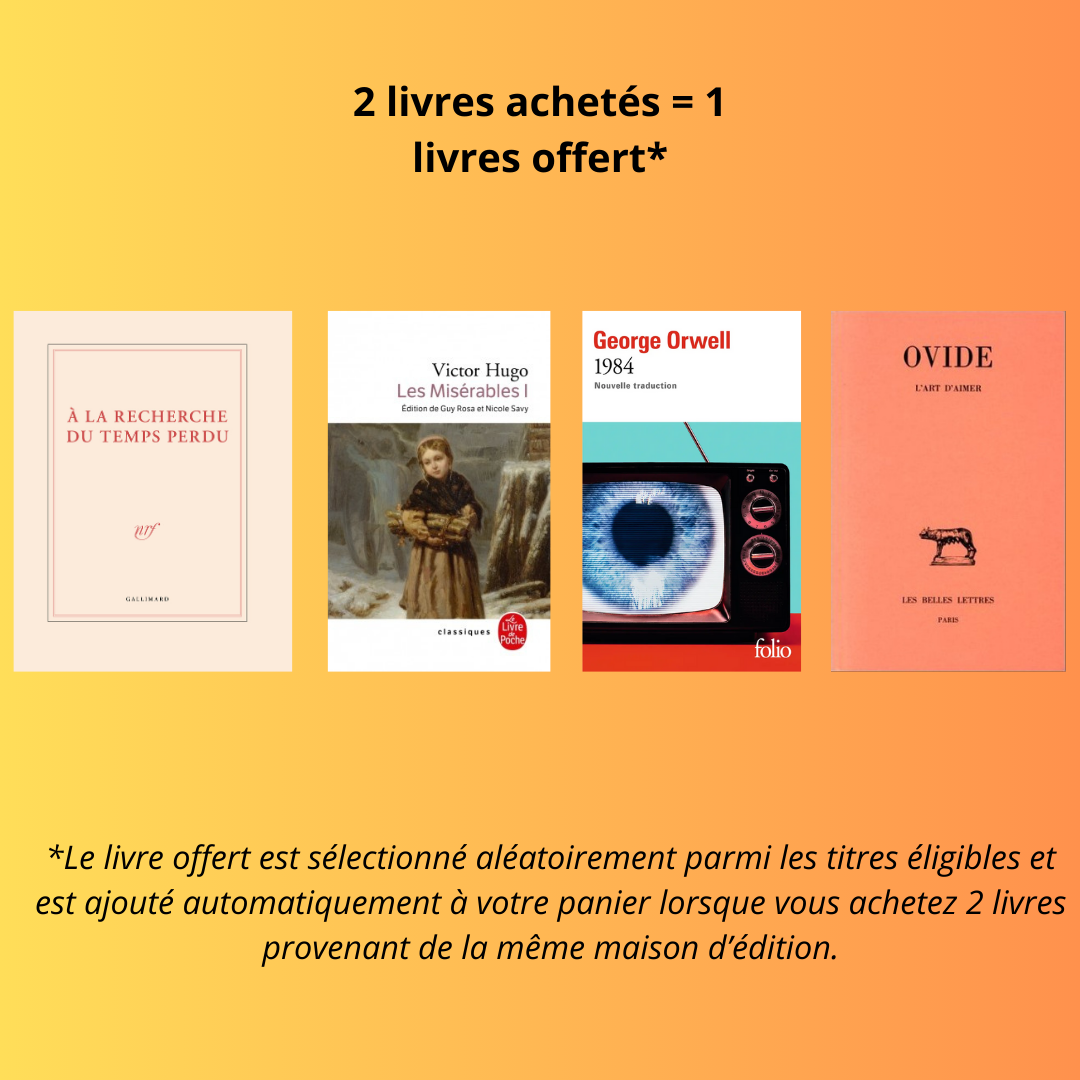 2 livres achetés = 1
livres offert*
À LA RECHERCHE
DU TEMPS PERDU
nrf
GALLIMARD
Victor Hugo
Les Misérables I
Édition de Guy Rosa et Nicole Savy
classiques
Le
Livre
de
Poche
George Orwell
1984
Nouvelle traduction
folio
OVIDE
L'ART D'AIMER
LES BELLES LETTRES
PARIS
*Le livre offert est sélectionné aléatoirement parmi les titres éligibles et
est ajouté automatiquement à votre panier lorsque vous achetez 2 livres
provenant de la même maison d’édition.